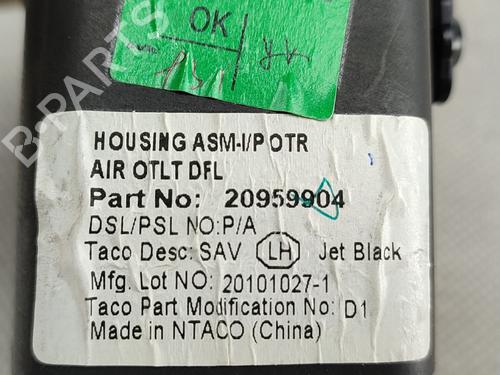 OK
B-PARTS
HOUSING ASM-I/P OTR
AIR OTLT DFL
Part No: 20959904
DSL/PSL NO:P/A
Taco Desc: SAV LH Jet Black
Mfg. Lot NO: 20101027-1
Taco Part Modification No: D1
Made in NTACO (China)